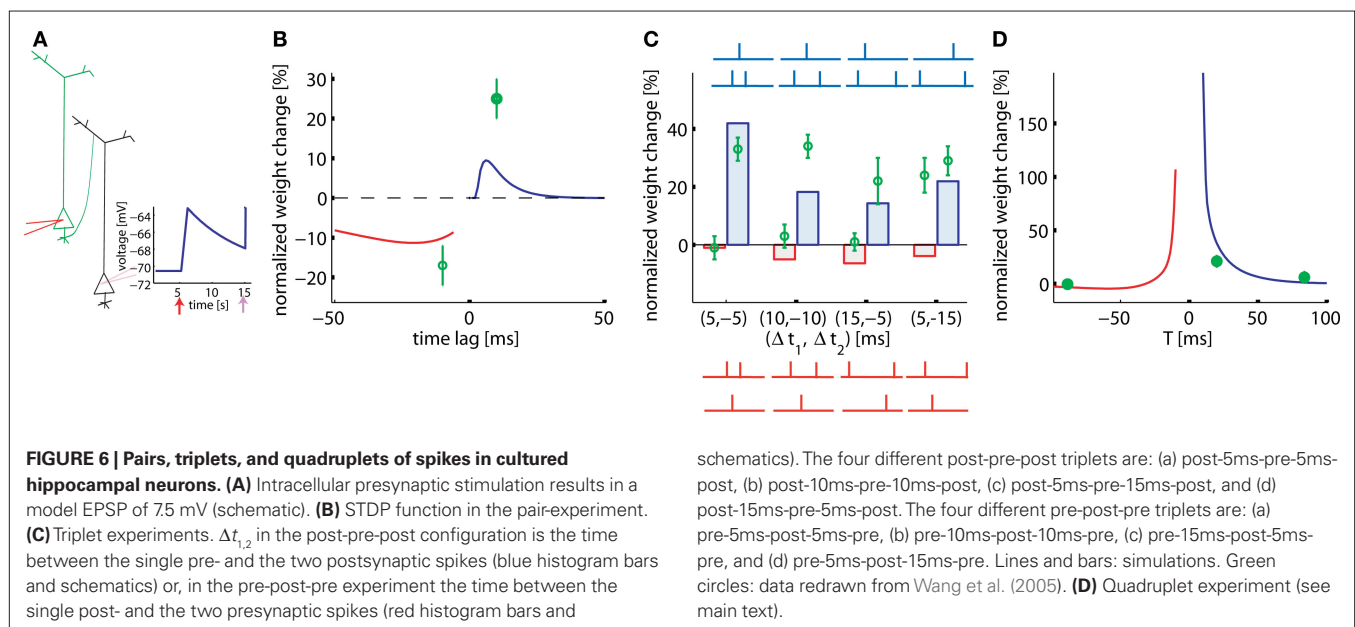 A
voltage [mV]
−64
−66
−68
−70
−72
5
10
15
time [s]
B
normalized weight change [%]
30
20
10
0
−10
−20
−50
0
50
time lag [ms]
C
normalized weight change [%]
40
20
0
(5,−5) (10,−10) (15,−5) (5,-15)
(Δ t1, Δ t2) [ms]
D
normalized weight change [%]
150
100
50
0
−50
0
50
100
T [ms]
FIGURE 6 | Pairs, triplets, and quadruplets of spikes in cultured
hippocampal neurons. (A) Intracellular presynaptic stimulation results in a
model EPSP of 7.5 mV (schematic). (B) STDP function in the pair-experiment.
(C) Triplet experiments. Δt1,2 in the post-pre-post configuration is the time
between the single pre- and the two postsynaptic spikes (blue histogram bars
and schematics) or, in the pre-post-pre experiment the time between the
single post- and the two presynaptic spikes (red histogram bars and
schematics). The four different post-pre-post triplets are: (a) post-5ms-pre-5ms-
post, (b) post-10ms-pre-10ms-post, (c) post-5ms-pre-15ms-post, and (d)
post-15ms-pre-5ms-post. The four different pre-post-pre triplets are: (a)
pre-5ms-post-5ms-pre, (b) pre-10ms-post-10ms-pre, (c) pre-15ms-post-5ms-
pre, and (d) pre-5ms-post-15ms-pre. Lines and bars: simulations. Green
circles: data redrawn from Wang et al. (2005). (D) Quadruplet experiment (see
main text).